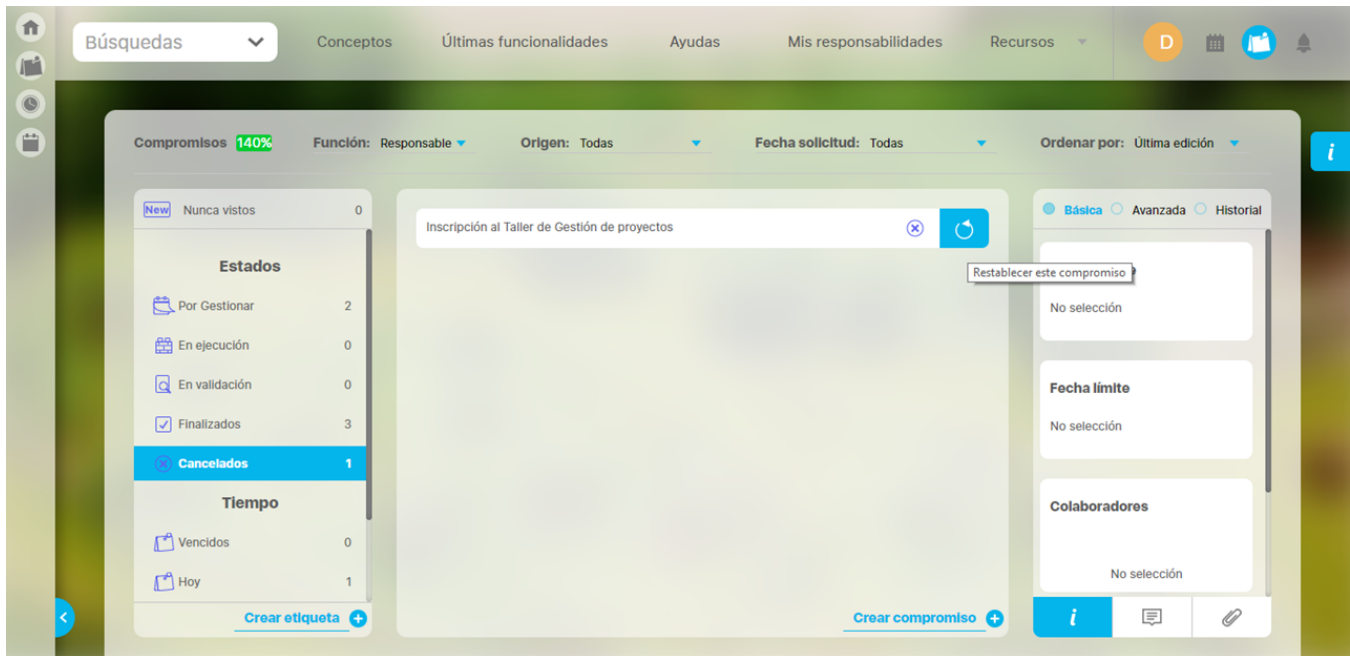 Búsquedas
Conceptos
Últimas funcionalidades
Ayudas
Mis responsabilidades
Recursos
D
Compromisos 140%
Función: Responsable
Origen: Todas
Fecha solicitud: Todas
Ordenar por: Última edición
i
New Nunca vistos 0
Estados
Por Gestionar 2
En ejecución 0
En validación 0
Finalizados 3
Cancelados 1
Tiempo
Vencidos 0
Hoy 1
Crear etiqueta
Inscripción al Taller de Gestión de proyectos
Restablecer este compromiso
Crear compromiso
Básica Avanzada Historial
No selección
Fecha límite
No selección
Colaboradores
No selección
i